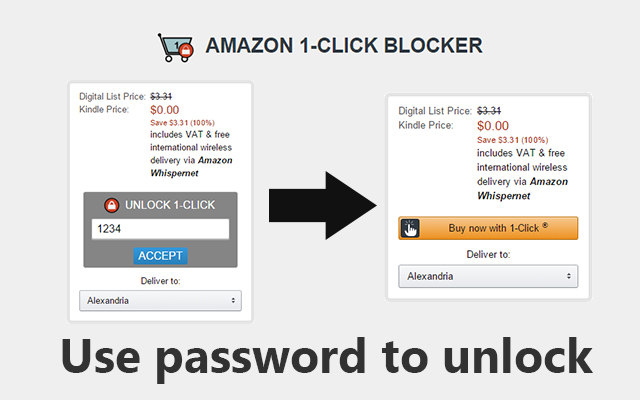 1
AMAZON 1-CLICK BLOCKER
Digital List Price: $3.31
Kindle Price: $0.00
Save $3.31 (100%)
includes VAT & free
international wireless
delivery via Amazon
Whispernet
UNLOCK 1-CLICK
1234
ACCEPT
Deliver to:
Alexandria
Digital List Price: $3.31
Kindle Price: $0.00
Save $3.31 (100%)
includes VAT & free
international wireless
delivery via Amazon
Whispernet
Buy now with 1-Click ®
Deliver to:
Alexandria
Use password to unlock